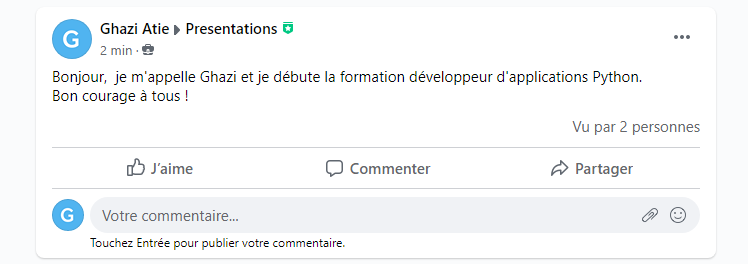 G Ghazi Atie Presentations
2 min ·
Bonjour, je m'appelle Ghazi et je débute la formation développeur d'applications Python.
Bon courage à tous !
Vu par 2 personnes
J'aime Commenter Partager
G Votre commentaire...
Touchez Entrée pour publier votre commentaire.